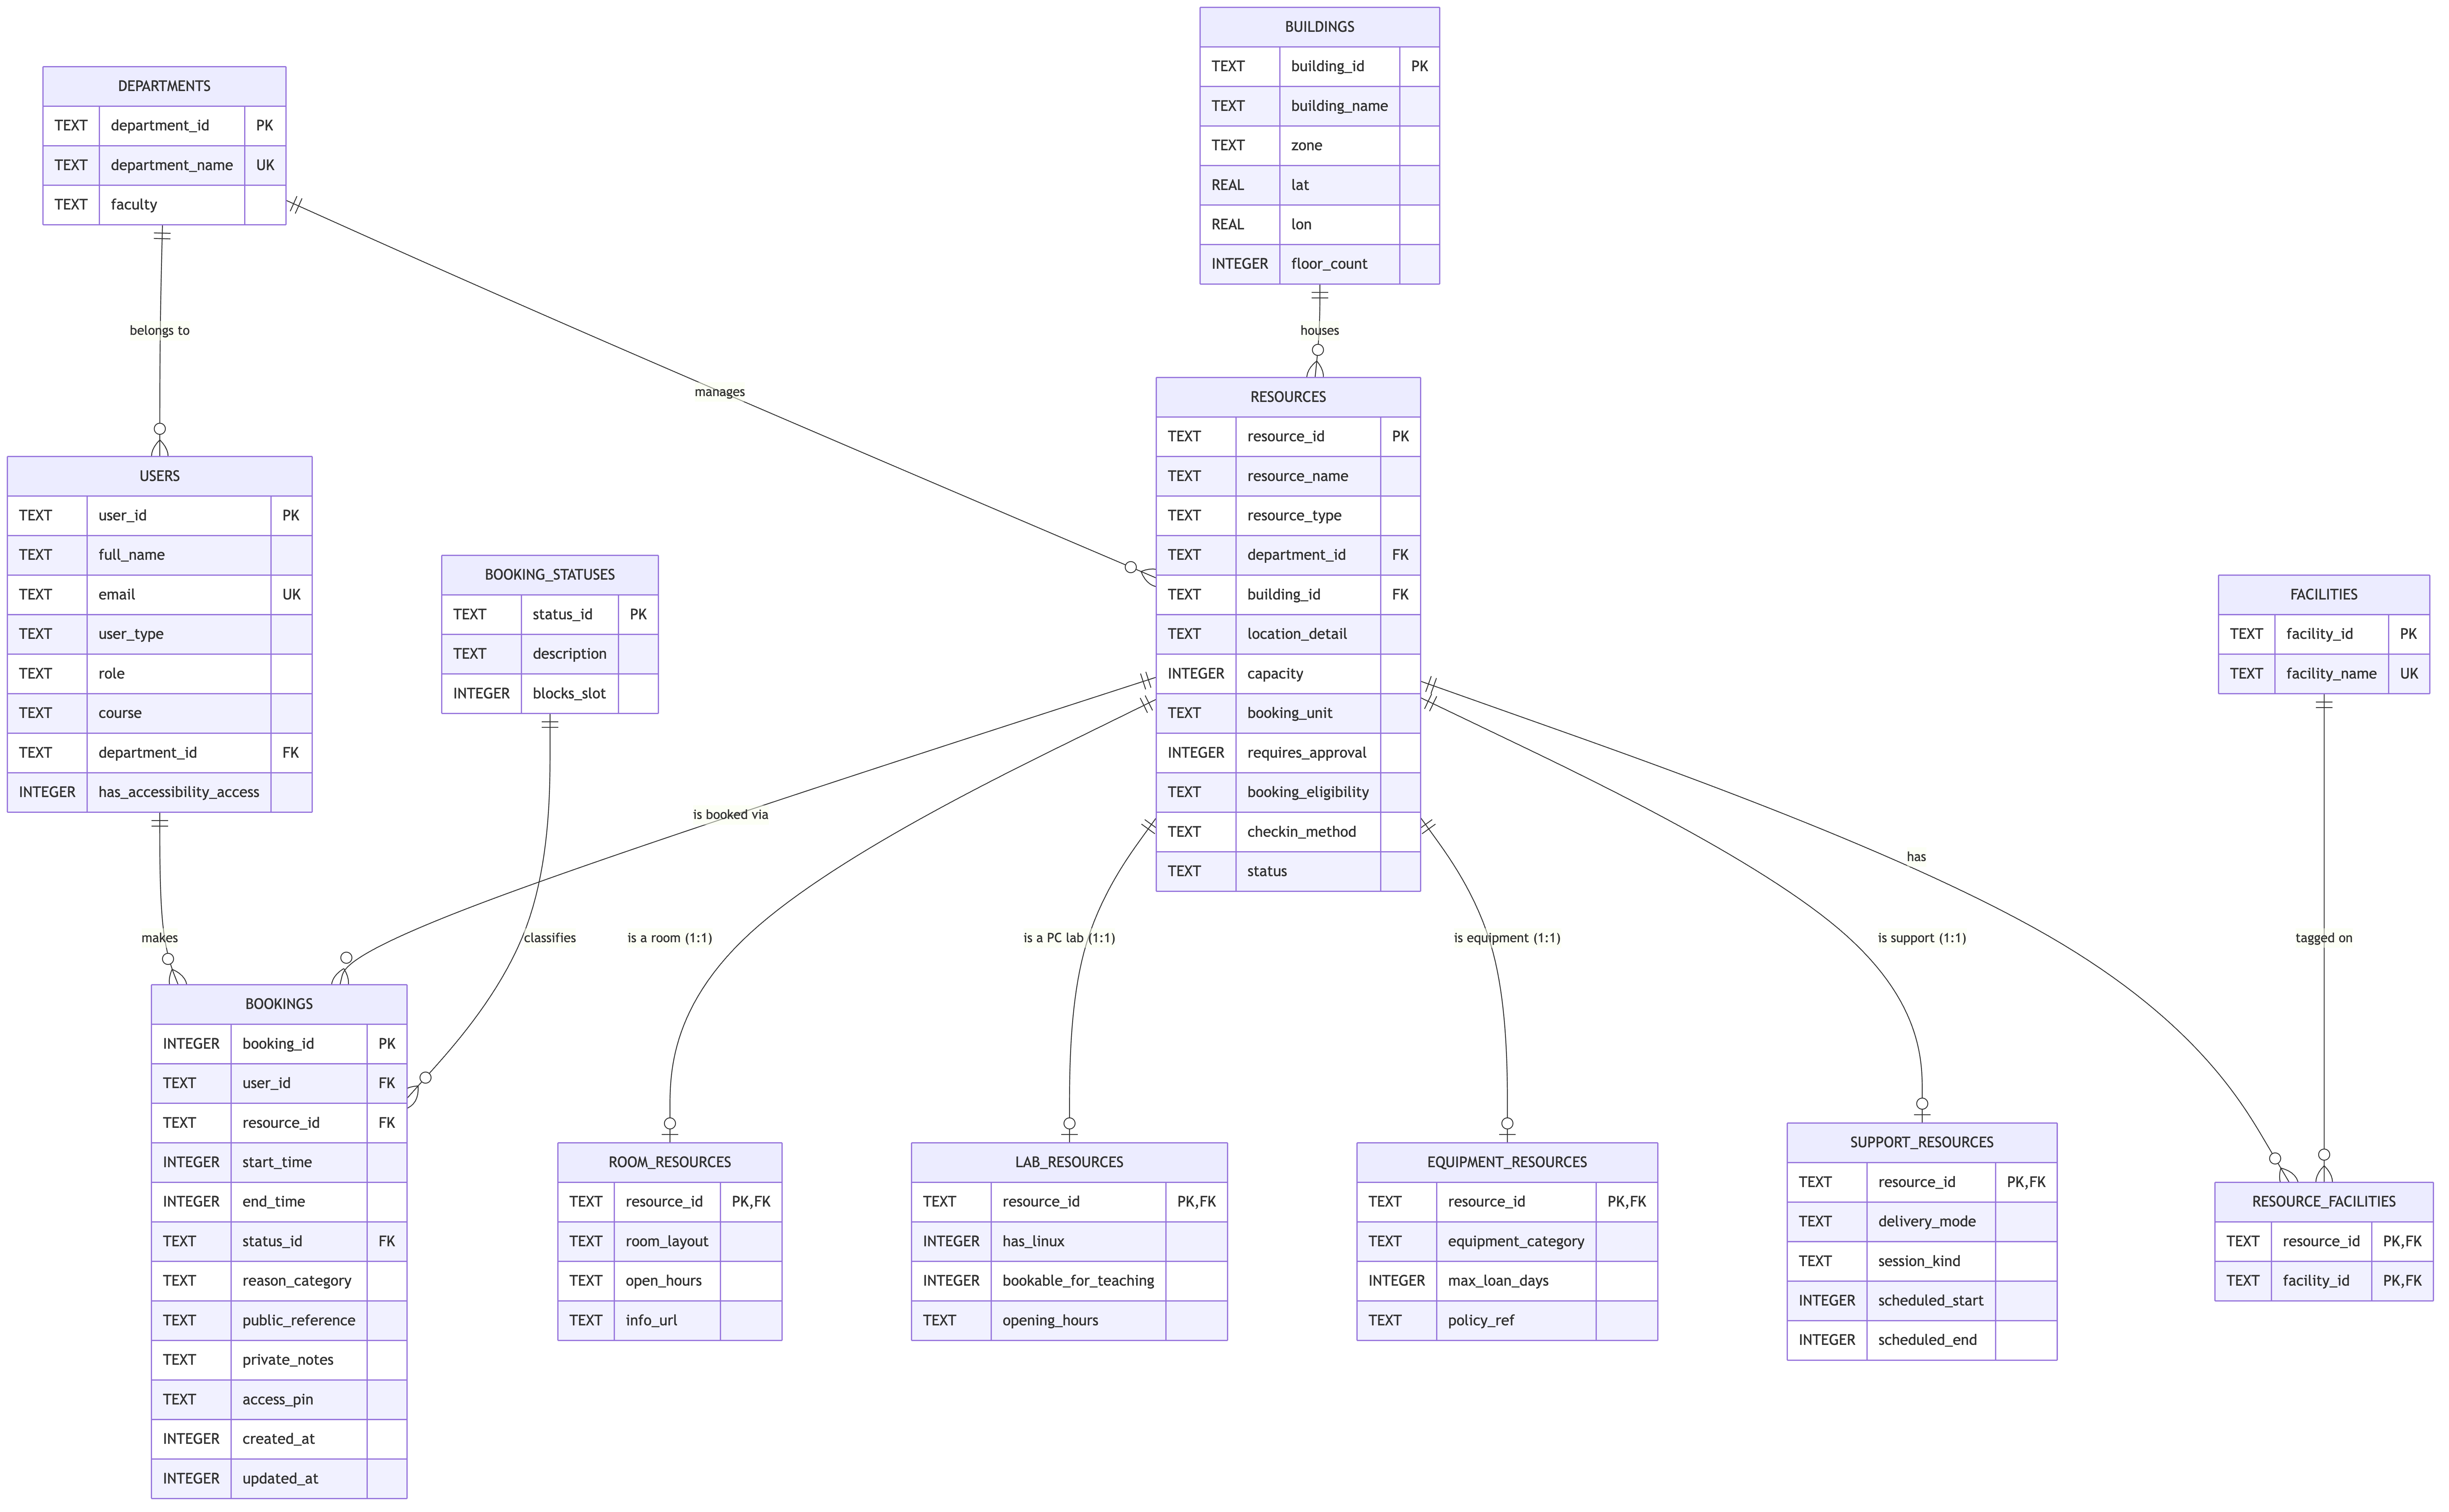 BUILDINGS
TEXT building_id PK
TEXT building_name
TEXT zone
REAL lat
REAL lon
INTEGER floor_count
DEPARTMENTS
TEXT department_id PK
TEXT department_name UK
TEXT faculty
belongs to
manages
houses
USERS
TEXT user_id PK
TEXT full_name
TEXT email UK
TEXT user_type
TEXT role
TEXT course
TEXT department_id FK
INTEGER has_accessibility_access
BOOKING_STATUSES
TEXT status_id PK
TEXT description
INTEGER blocks_slot
RESOURCES
TEXT resource_id PK
TEXT resource_name
TEXT resource_type
TEXT department_id FK
TEXT building_id FK
TEXT location_detail
INTEGER capacity
TEXT booking_unit
INTEGER requires_approval
TEXT booking_eligibility
TEXT checkin_method
TEXT status
FACILITIES
TEXT facility_id PK
TEXT facility_name UK
is booked via
has
makes
classifies
is a room (1:1)
is a PC lab (1:1)
is equipment (1:1)
is support (1:1)
tagged on
BOOKINGS
INTEGER booking_id PK
TEXT user_id FK
TEXT resource_id FK
INTEGER start_time
INTEGER end_time
TEXT status_id FK
TEXT reason_category
TEXT public_reference
TEXT private_notes
TEXT access_pin
INTEGER created_at
INTEGER updated_at
ROOM_RESOURCES
TEXT resource_id PK,FK
TEXT room_layout
TEXT open_hours
TEXT info_url
LAB_RESOURCES
TEXT resource_id PK,FK
INTEGER has_linux
INTEGER bookable_for_teaching
TEXT opening_hours
EQUIPMENT_RESOURCES
TEXT resource_id PK,FK
TEXT equipment_category
INTEGER max_loan_days
TEXT policy_ref
SUPPORT_RESOURCES
TEXT resource_id PK,FK
TEXT delivery_mode
TEXT session_kind
INTEGER scheduled_start
INTEGER scheduled_end
RESOURCE_FACILITIES
TEXT resource_id PK,FK
TEXT facility_id PK,FK